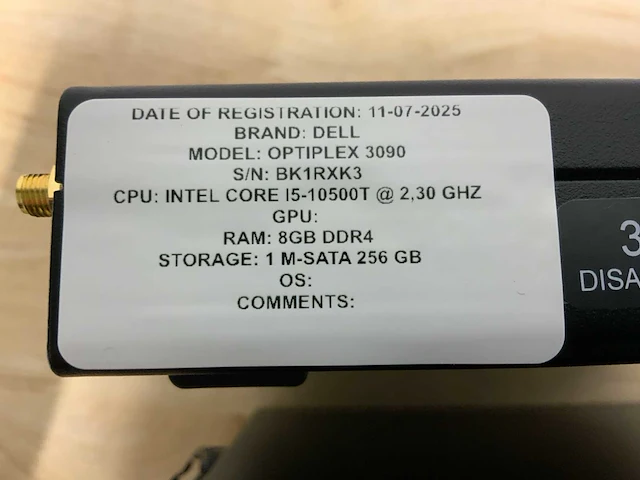 DATE OF REGISTRATION: 11-07-2025
BRAND: DELL
MODEL: OPTIPLEX 3090
S/N: BK1RXK3
CPU: INTEL CORE I5-10500T @ 2,30 GHZ
GPU:
RAM: 8GB DDR4
STORAGE: 1 M-SATA 256 GB
OS:
COMMENTS:
3
DISA